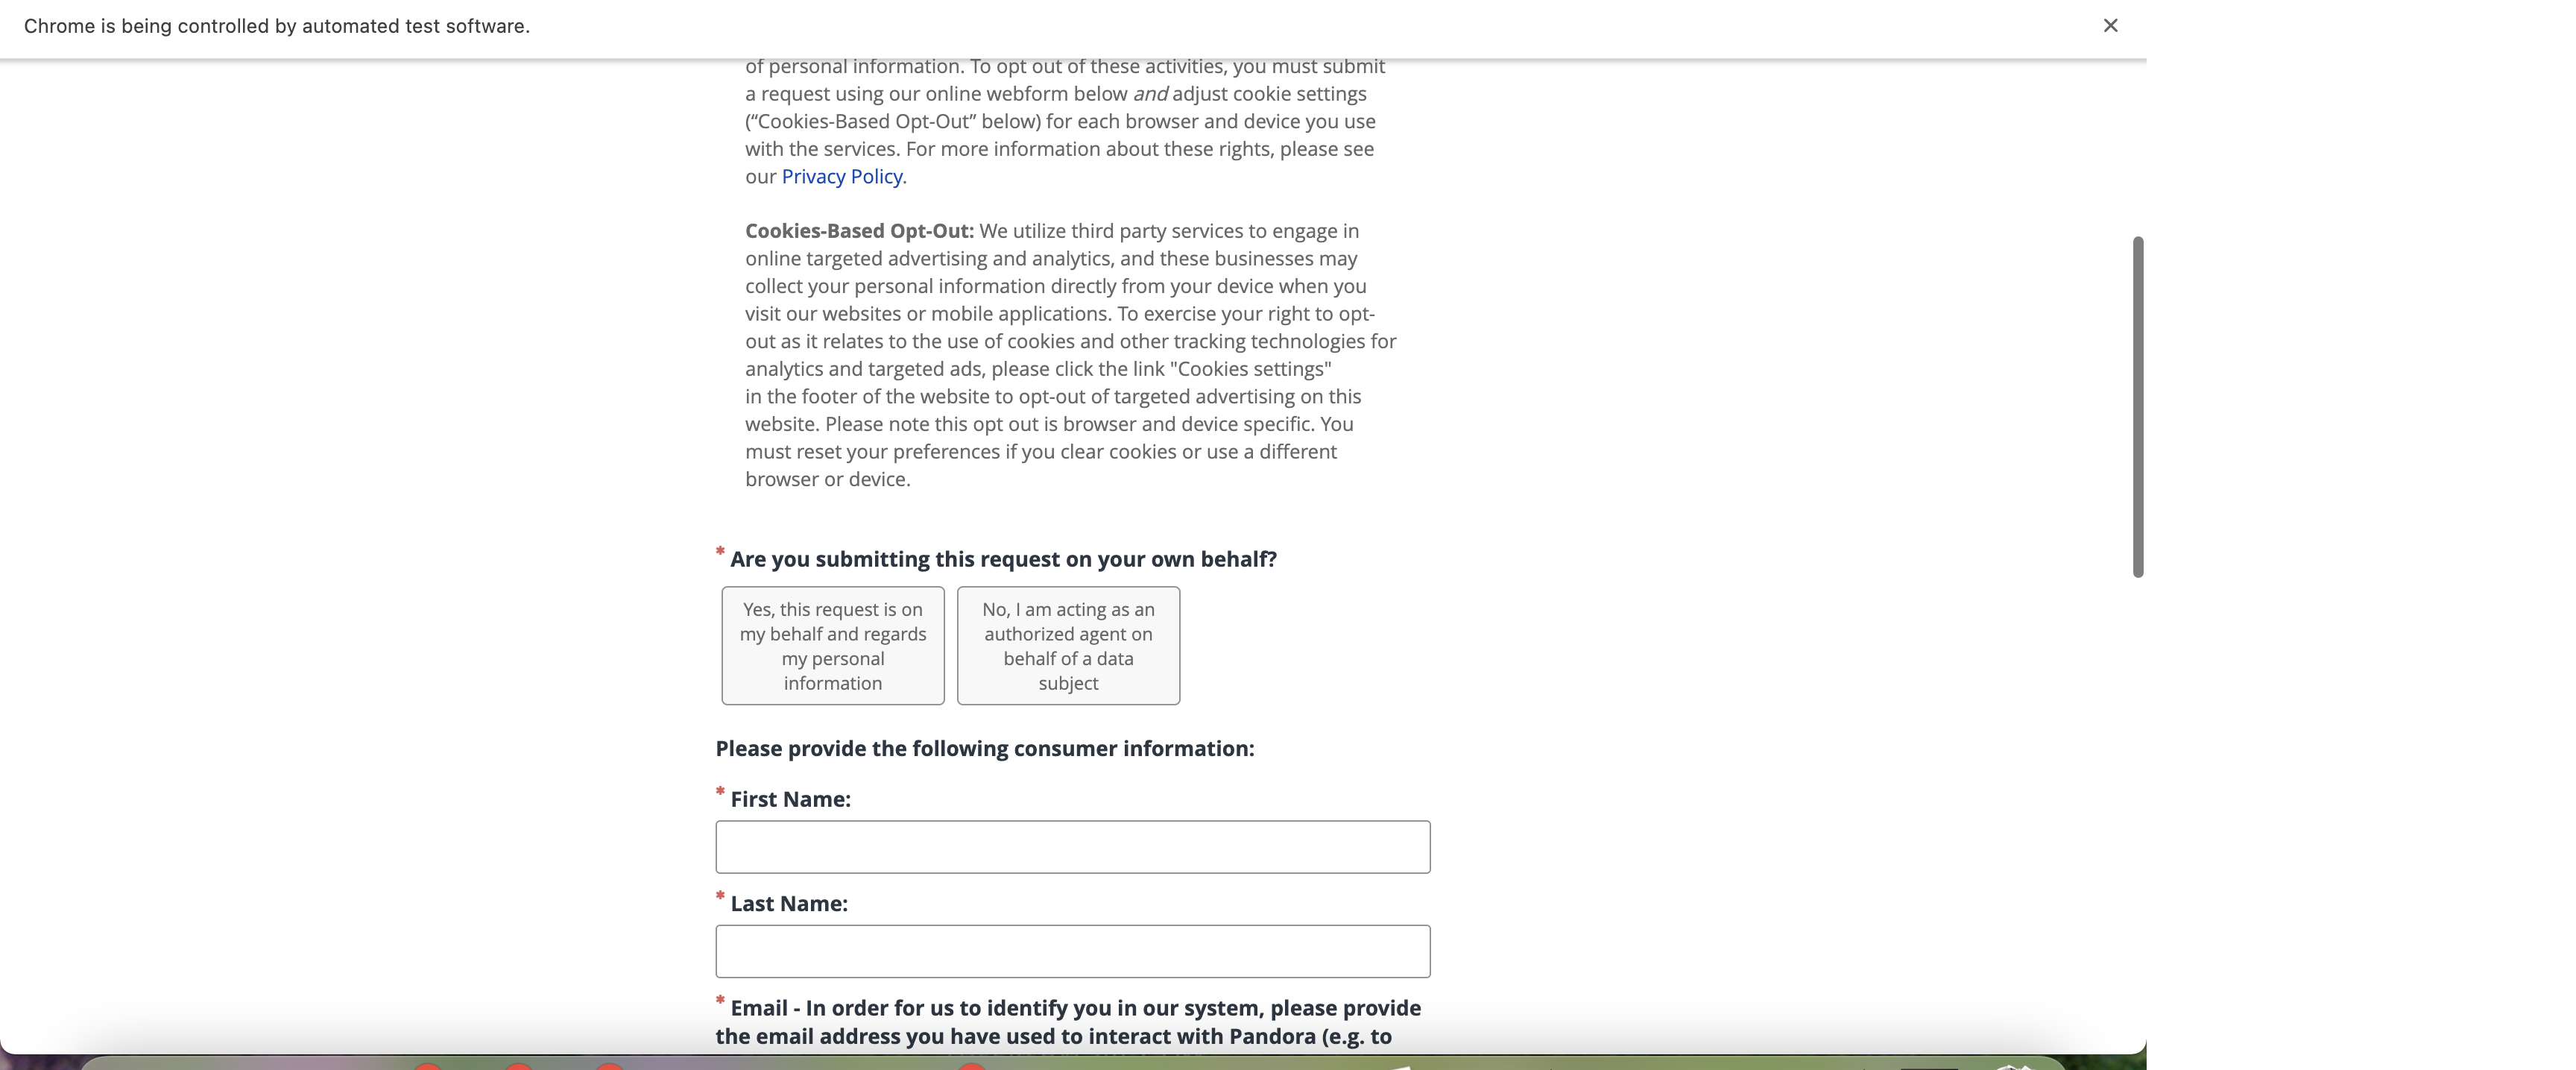 Chrome is being controlled by automated test software.
of personal information. To opt out of these activities, you must submit
a request using our online webform below and adjust cookie settings
(“Cookies-Based Opt-Out” below) for each browser and device you use
with the services. For more information about these rights, please see
our Privacy Policy.
Cookies-Based Opt-Out: We utilize third party services to engage in
online targeted advertising and analytics, and these businesses may
collect your personal information directly from your device when you
visit our websites or mobile applications. To exercise your right to opt-
out as it relates to the use of cookies and other tracking technologies for
analytics and targeted ads, please click the link "Cookies settings"
in the footer of the website to opt-out of targeted advertising on this
website. Please note this opt out is browser and device specific. You
must reset your preferences if you clear cookies or use a different
browser or device.
* Are you submitting this request on your own behalf?
Yes, this request is on
my behalf and regards
my personal
information
No, I am acting as an
authorized agent on
behalf of a data
subject
Please provide the following consumer information:
* First Name:
* Last Name:
* Email - In order for us to identify you in our system, please provide
the email address you have used to interact with Pandora (e.g. to